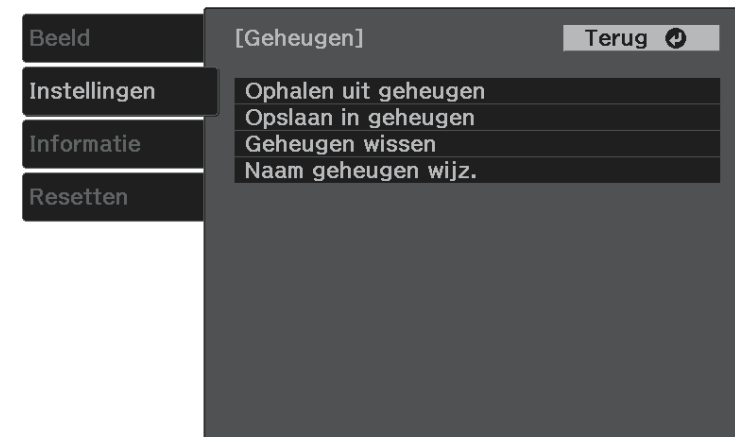 Beeld
Instellingen
Informatie
Resetten
[Geheugen]
Terug
Ophalen uit geheugen
Opslaan in geheugen
Geheugen wissen
Naam geheugen wijz.